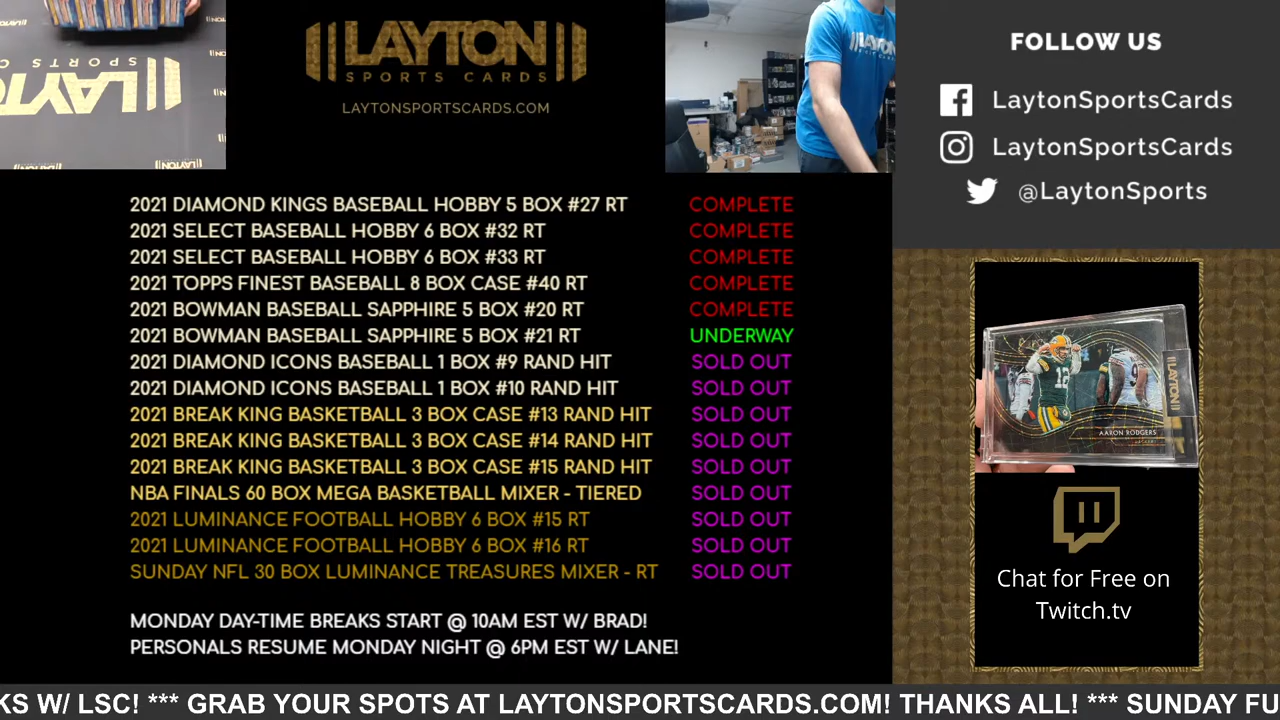 LAYTON
SPORTS CARDS
LAYTONSPORTSCARDS.COM
LAYTON
FOLLOW US
LaytonSportsCards
LaytonSportsCards
@LaytonSports
2021 DIAMOND KINGS BASEBALL HOBBY 5 BOX #27 RT COMPLETE
2021 SELECT BASEBALL HOBBY 6 BOX #32 RT COMPLETE
2021 SELECT BASEBALL HOBBY 6 BOX #33 RT COMPLETE
2021 TOPPS FINEST BASEBALL 8 BOX CASE #40 RT COMPLETE
2021 BOWMAN BASEBALL SAPPHIRE 5 BOX #20 RT COMPLETE
2021 BOWMAN BASEBALL SAPPHIRE 5 BOX #21 RT UNDERWAY
2021 DIAMOND ICONS BASEBALL 1 BOX #9 RAND HIT SOLD OUT
2021 DIAMOND ICONS BASEBALL 1 BOX #10 RAND HIT SOLD OUT
2021 BREAK KING BASKETBALL 3 BOX CASE #13 RAND HIT SOLD OUT
2021 BREAK KING BASKETBALL 3 BOX CASE #14 RAND HIT SOLD OUT
2021 BREAK KING BASKETBALL 3 BOX CASE #15 RAND HIT SOLD OUT
NBA FINALS 60 BOX MEGA BASKETBALL MIXER - TIERED SOLD OUT
2021 LUMINANCE FOOTBALL HOBBY 6 BOX #15 RT SOLD OUT
2021 LUMINANCE FOOTBALL HOBBY 6 BOX #16 RT SOLD OUT
SUNDAY NFL 30 BOX LUMINANCE TREASURES MIXER - RT SOLD OUT
MONDAY DAY-TIME BREAKS START @ 10AM EST W/ BRAD!
PERSONALS RESUME MONDAY NIGHT @ 6PM EST W/ LANE!
12
AARON RODGERS
LAYTON
Chat for Free on
Twitch.tv
KS W/ LSC! *** GRAB YOUR SPOTS AT LAYTONSPORTSCARDS.COM! THANKS ALL! *** SUNDAY FU